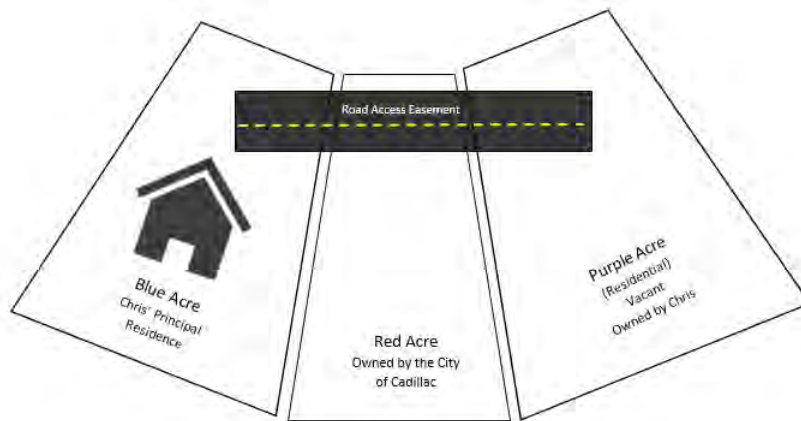 Road Access Easement
Blue Acre
Chris' Principal
Residence
Red Acre
Owned by the City
of Cadillac
Purple Acre
(Residential)
Vacant
Owned by Chris